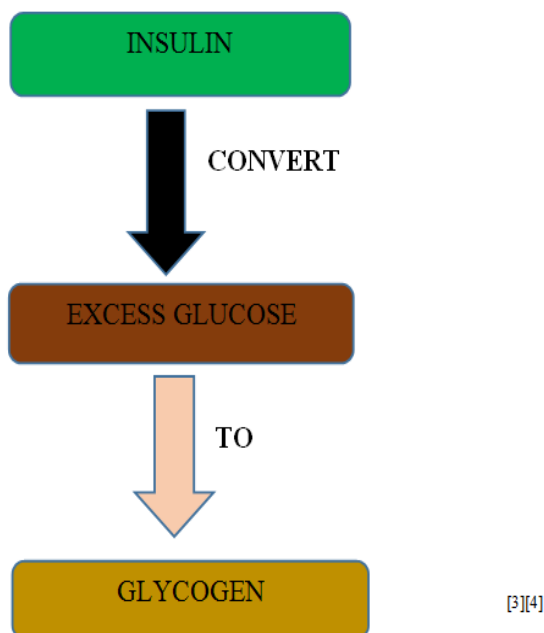 INSULIN
CONVERT
EXCESS GLUCOSE
TO
GLYCOGEN
[3][4]